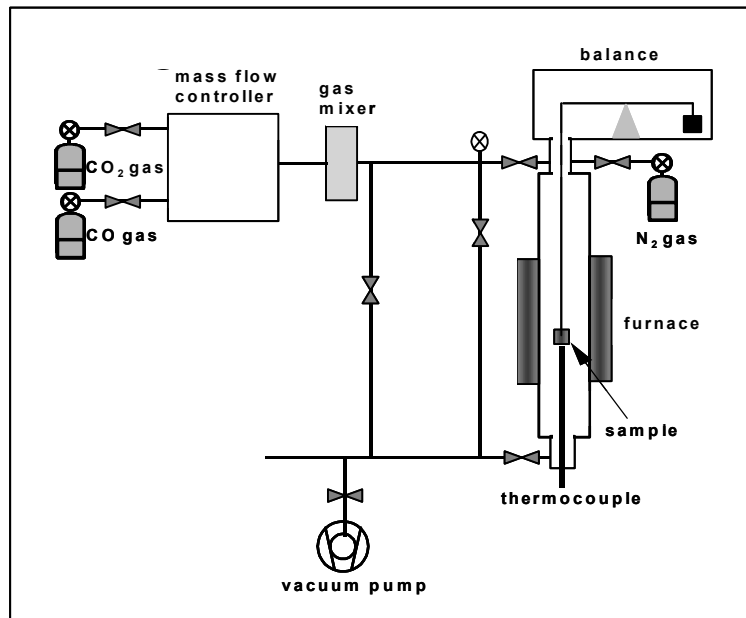 balance
mass flow
controller
gas
mixer
CO₂ gas
CO gas
N₂ gas
furnace
sample
thermocouple
vacuum pump